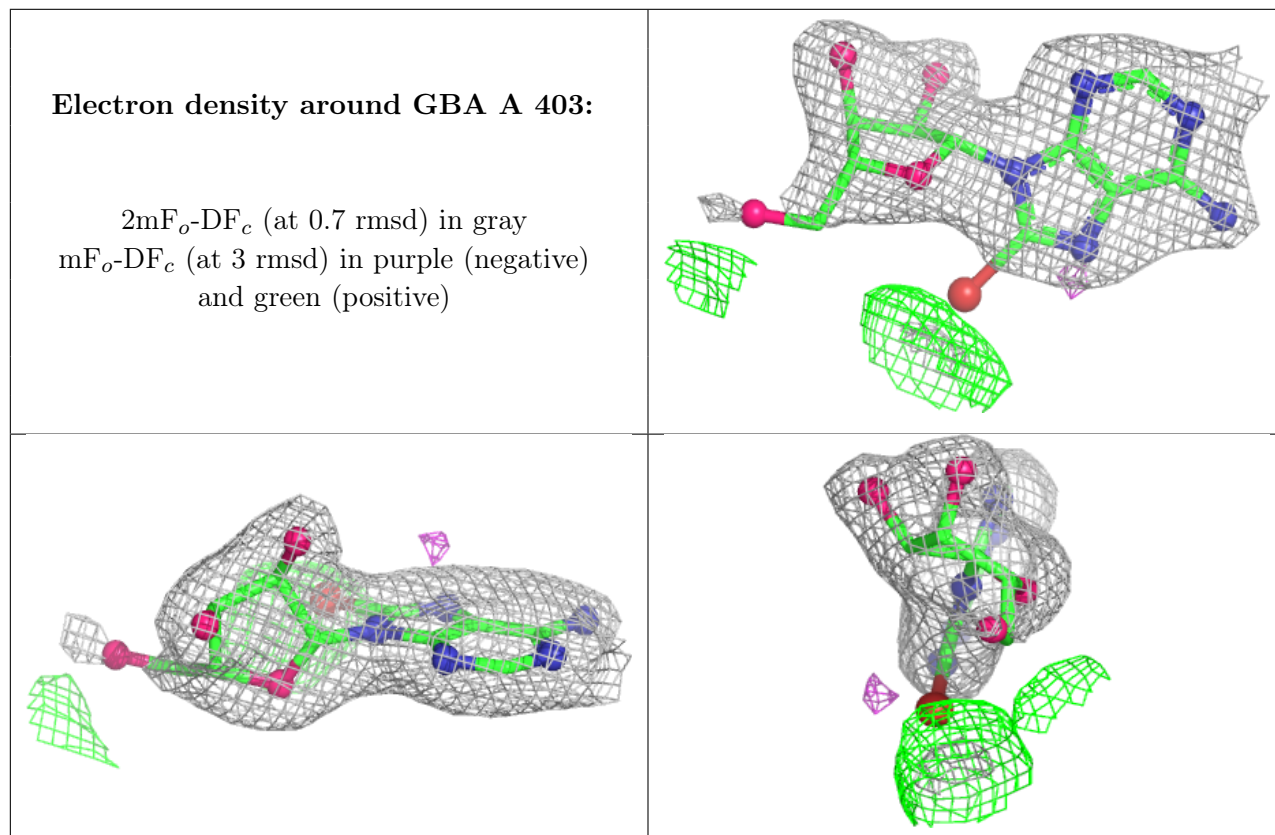 Electron density around GBA A 403:
2mFo-DFc (at 0.7 rmsd) in gray
mFo-DFc (at 3 rmsd) in purple (negative)
and green (positive)